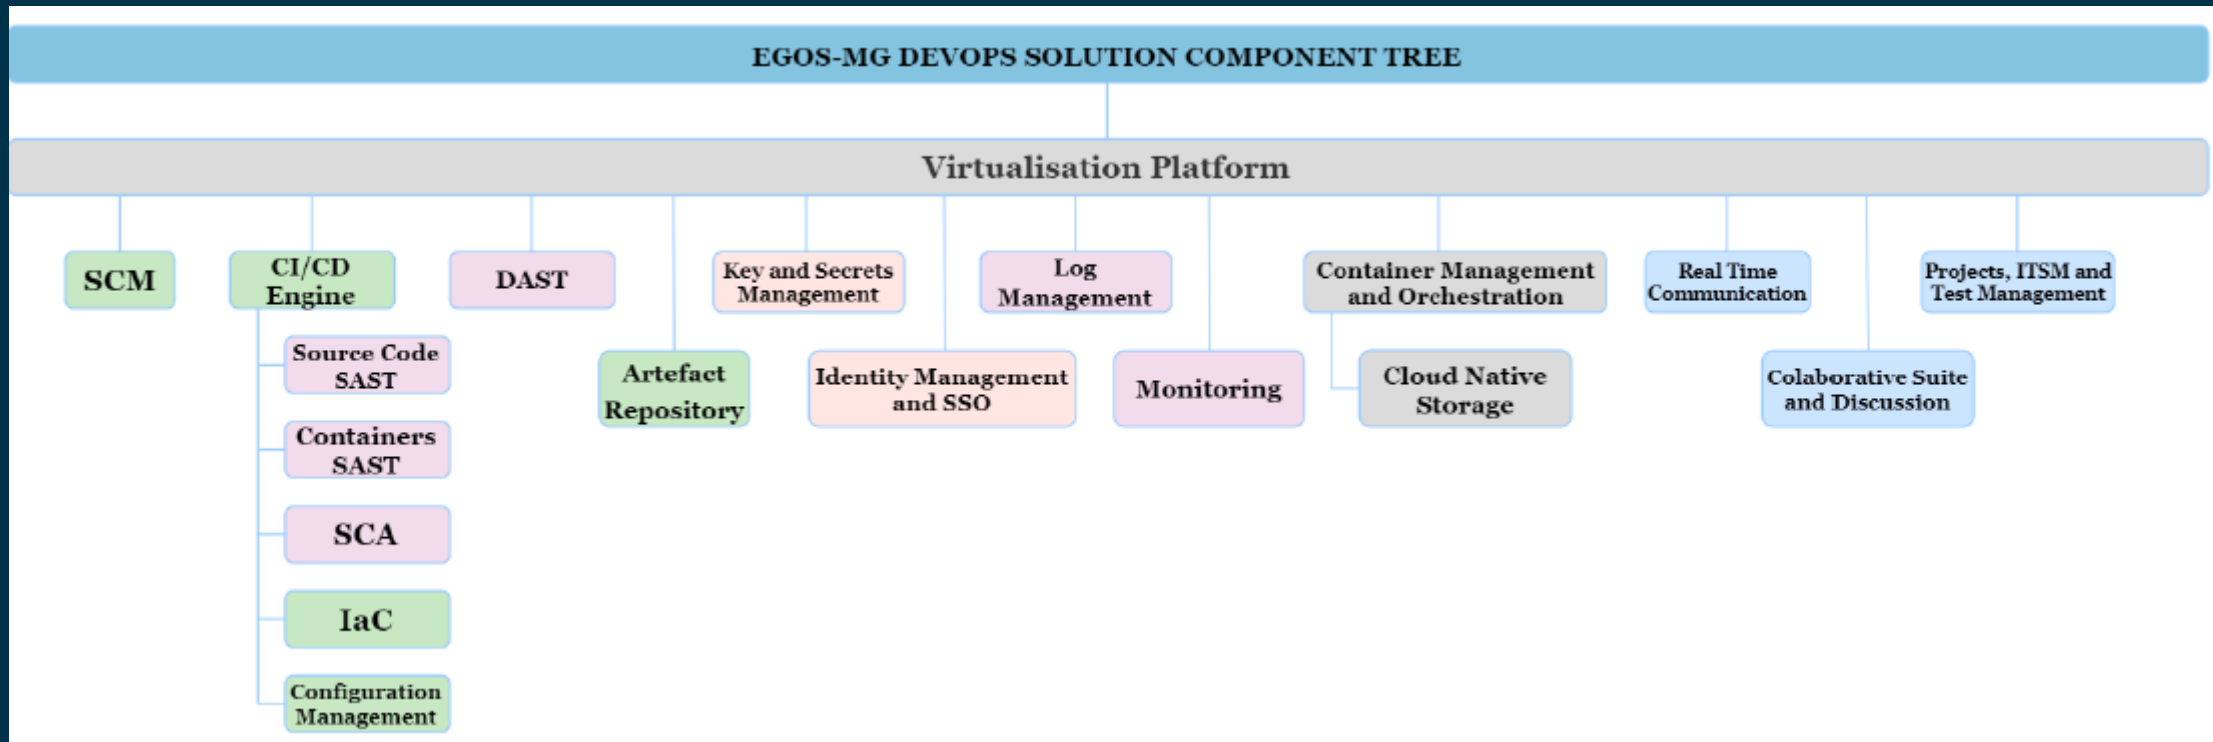 EGOS-MG DEVOPS SOLUTION COMPONENT TREE
Virtualisation Platform
SCM
CI/CD
Engine
DAST
Key and Secrets
Management
Log
Management
Container Management
and Orchestration
Real Time
Communication
Projects, ITSM and
Test Management
Source Code
SAST
Artefact
Repository
Identity Management
and SSO
Monitoring
Cloud Native
Storage
Colaborative Suite
and Discussion
Containers
SAST
SCA
IaC
Configuration
Management